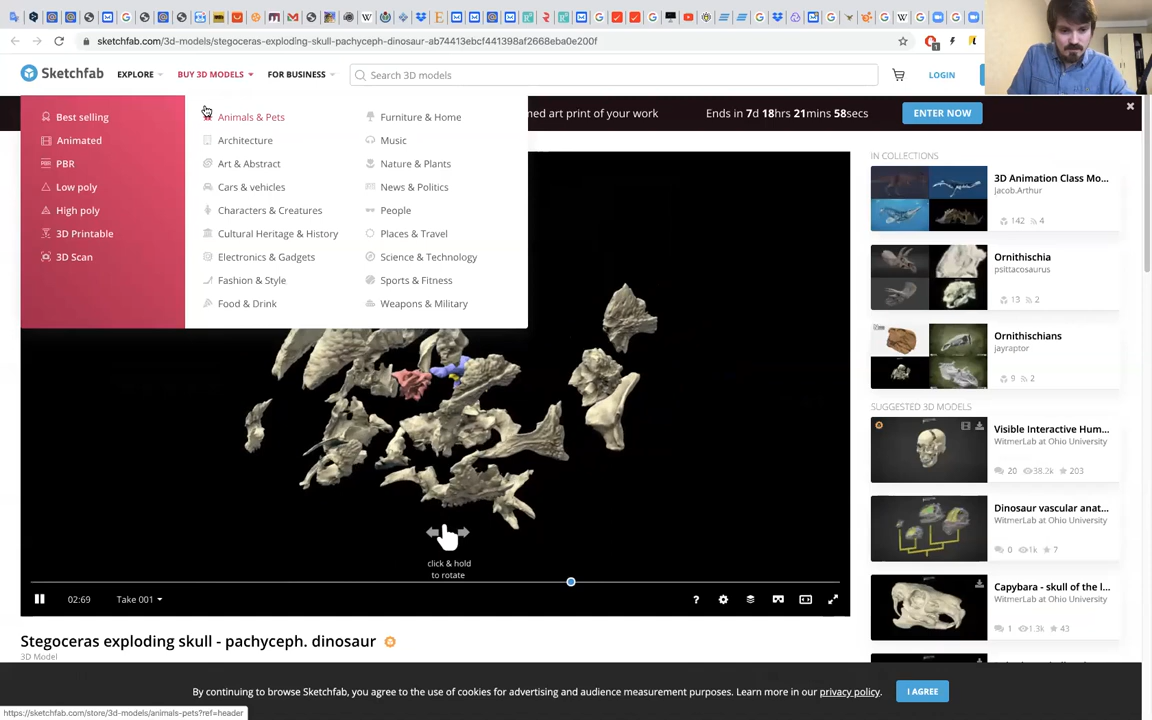 sketchfab.com/3d-models/stegoceras-exploding-skull-pachyceph-dinosaur-ab74413ebcf441398af2668eba0e200f
Sketchfab
EXPLORE
BUY 3D MODELS
FOR BUSINESS
Search 3D models
LOGIN
Best selling
Animated
PBR
Low poly
High poly
3D Printable
3D Scan
Animals & Pets
Architecture
Art & Abstract
Cars & vehicles
Characters & Creatures
Cultural Heritage & History
Electronics & Gadgets
Fashion & Style
Food & Drink
Furniture & Home
Music
Nature & Plants
News & Politics
People
Places & Travel
Science & Technology
Sports & Fitness
Weapons & Military
med art print of your work
Ends in 7d 18hrs 21mins 58secs
ENTER NOW
click & hold
to rotate
02:69
Take 001
Stegoceras exploding skull - pachyceph. dinosaur
3D Model
IN COLLECTIONS
3D Animation Class Mo...
Jacob.Arthur
142 4
Ornithischia
psittacosaurus
13 2
Ornithischians
jayraptor
9 2
SUGGESTED 3D MODELS
Visible Interactive Hum...
WitmerLab at Ohio University
20 38.2k 203
Dinosaur vascular anat...
WitmerLab at Ohio University
0 1k 7
Capybara - skull of the l...
WitmerLab at Ohio University
1 1.3k 43
By continuing to browse Sketchfab, you agree to the use of cookies for advertising and audience measurement purposes. Learn more in our privacy policy.
I AGREE
https://sketchfab.com/store/3d-models/animals-pets?ref=header